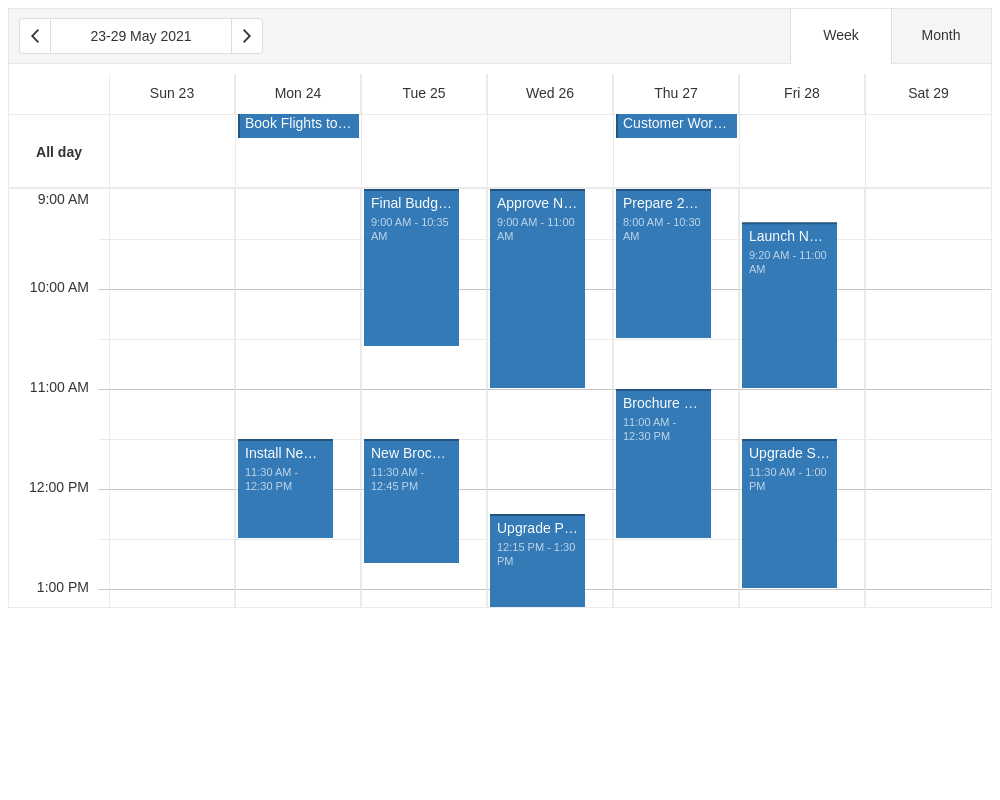 23-29 May 2021
Week
Month
Sun 23
Mon 24
Tue 25
Wed 26
Thu 27
Fri 28
Sat 29
All day
Book Flights to…
Customer Wor…
9:00 AM
10:00 AM
11:00 AM
12:00 PM
1:00 PM
Install Ne…
11:30 AM -
12:30 PM
Final Budg…
9:00 AM - 10:35
AM
New Broc…
11:30 AM -
12:45 PM
Approve N…
9:00 AM - 11:00
AM
Upgrade P…
12:15 PM - 1:30
PM
Prepare 2…
8:00 AM - 10:30
AM
Brochure …
11:00 AM -
12:30 PM
Launch N…
9:20 AM - 11:00
AM
Upgrade S…
11:30 AM - 1:00
PM